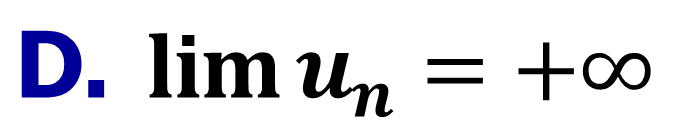 D. lim uₙ = +∞